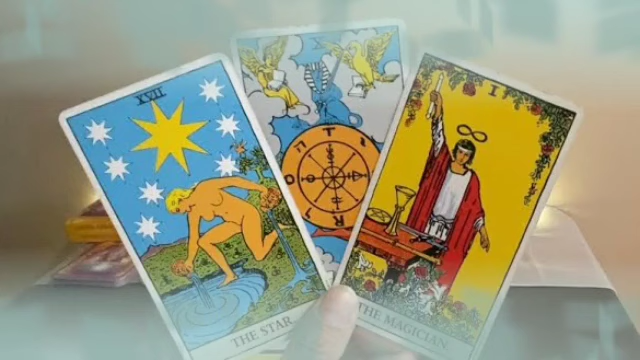 XVII
THE STAR
X
I
THE MAGICIAN